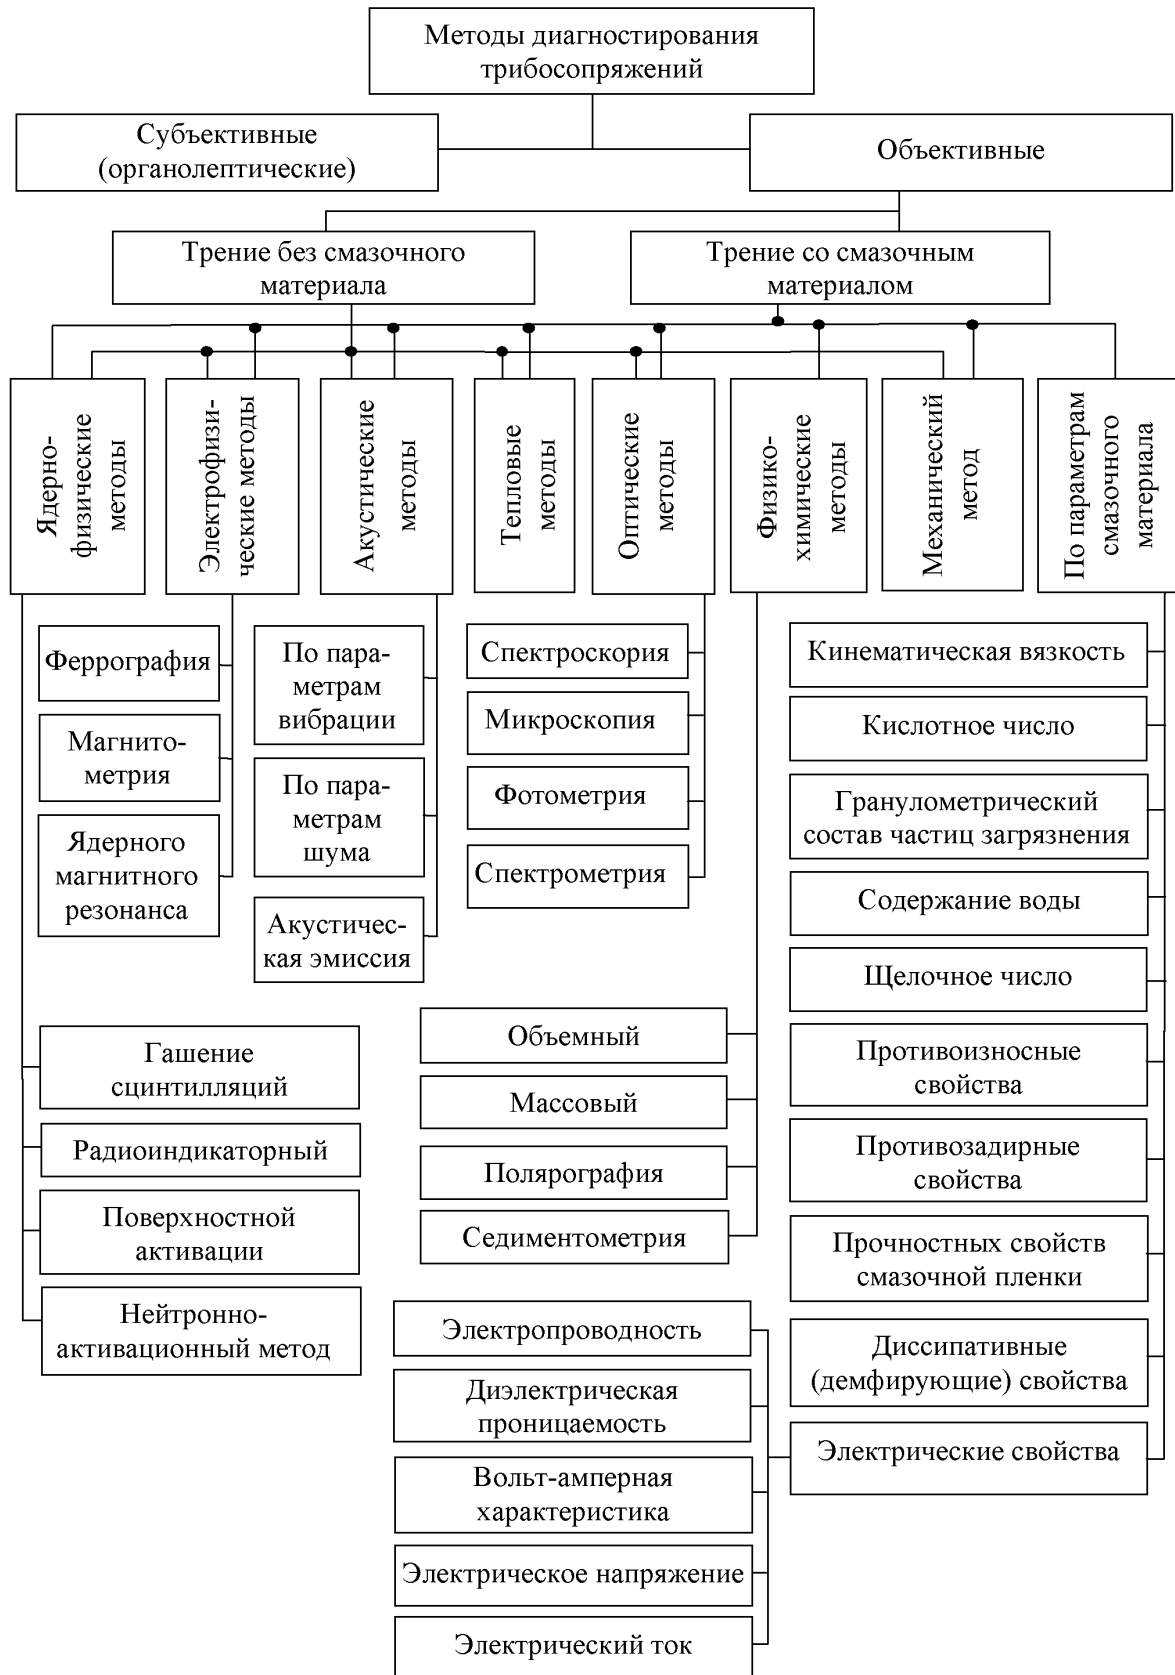 Методы диагностирования
трибосопряжений
Субъективные
(органолептические)
Объективные
Трение без смазочного
материала
Трение со смазочным
материалом
Ядерно-
физические
методы
Электрофизи-
ческие методы
Акустические
методы
Тепловые
методы
Оптические
методы
Физико-
химические
методы
Механический
метод
По параметрам
смазочного
материала
Феррография
Магнито-
метрия
Ядерного
магнитного
резонанса
По пара-
метрам
вибрации
По пара-
метрам
шума
Акустичес-
кая эмиссия
Спектроскория
Микроскопия
Фотометрия
Спектрометрия
Кинематическая вязкость
Кислотное число
Гранулометрический
состав частиц загрязнения
Содержание воды
Щелочное число
Противоизносные
свойства
Противозадирные
свойства
Прочностных свойств
смазочной пленки
Диссипативные
(демфирующие) свойства
Электрические свойства
Гашение
сцинтилляций
Радиоиндикаторный
Поверхностной
активации
Нейтронно-
активационный метод
Объемный
Массовый
Полярография
Седиментометрия
Электропроводность
Диэлектрическая
проницаемость
Вольт-амперная
характеристика
Электрическое напряжение
Электрический ток